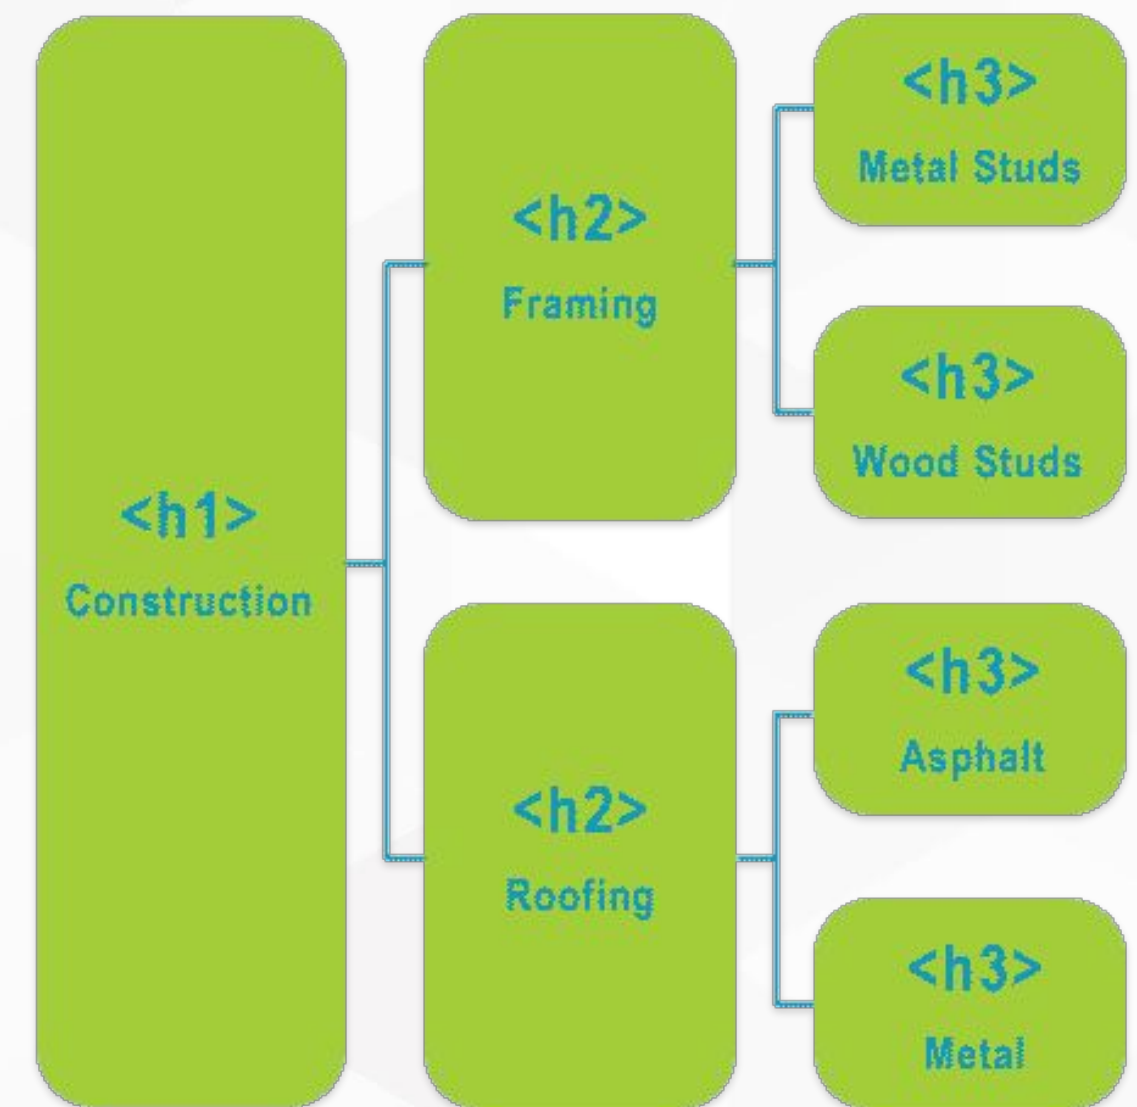 <h1>
Construction
<h2>
Framing
<h3>
Metal Studs
<h3>
Wood Studs
<h2>
Roofing
<h3>
Asphalt
<h3>
Metal